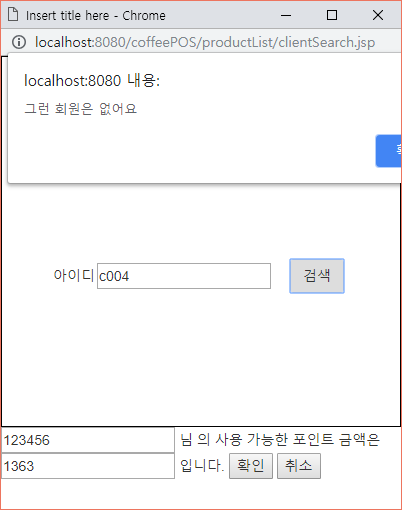 Insert title here - Chrome
localhost:8080/coffeePOS/productList/clientSearch.jsp
localhost:8080 내용:
그런 회원은 없어요
아이디 c004 검색
123456 님 의 사용 가능한 포인트 금액은
1363 입니다. 확인 취소